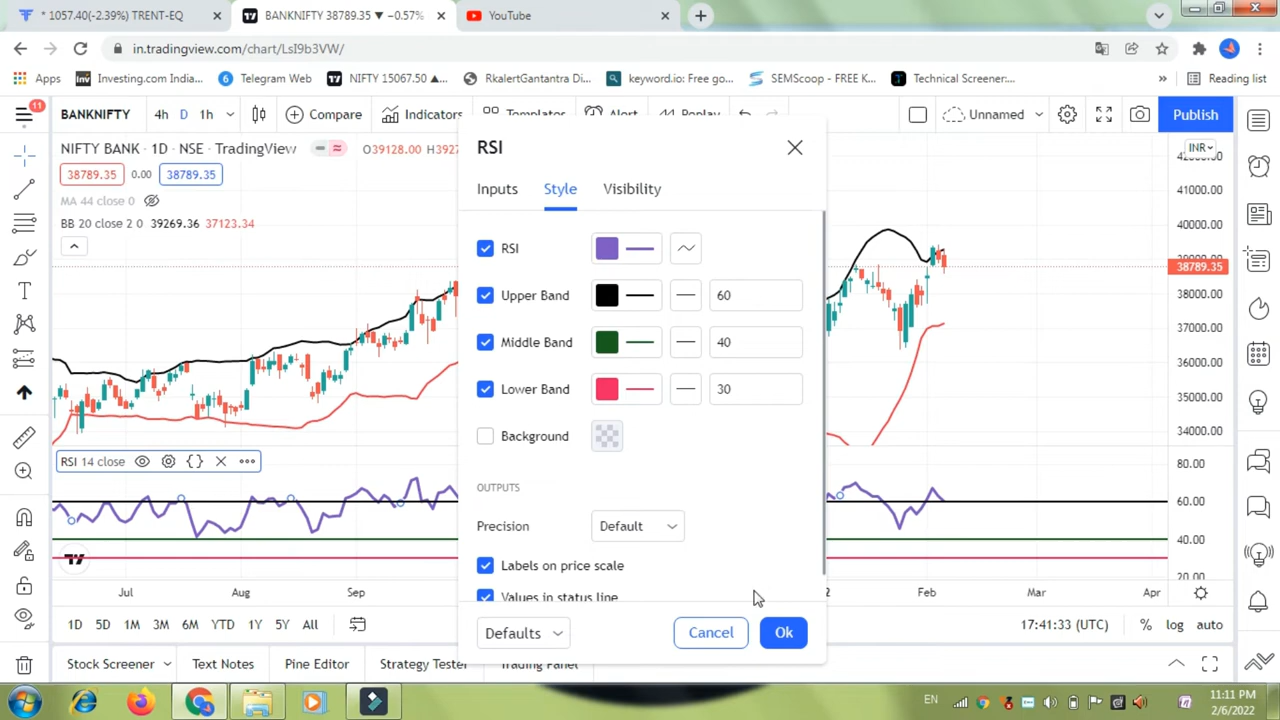 * 1057.40(-2.39%) TRENT-EQ
BANKNIFTY 38789.35 ▼ −0.57%
YouTube
in.tradingview.com/chart/LsI9b3VW/
Apps
Investing.com India...
Telegram Web
NIFTY 15067.50 ▲...
RkalertGantantra Di...
keyword.io: Free go...
SEMScoop - FREE K...
Technical Screener:...
»
Reading list
11
BANKNIFTY
4h D 1h
Compare
Indicators
Templates
Alert
Replay
Unnamed
Publish
NIFTY BANK · 1D · NSE · TradingView
O39128.00 H3927
38789.35 0.00 38789.35
MA 44 close 0
BB 20 close 2 0 39269.36 37123.34
INR
42000.00
41000.00
40000.00
38789.35
38000.00
37000.00
36000.00
35000.00
34000.00
RSI
Inputs Style Visibility
RSI
Upper Band 60
Middle Band 40
Lower Band 30
Background
OUTPUTS
Precision Default
Labels on price scale
Values in status line
Defaults Cancel Ok
RSI 14 close
80.00
60.00
40.00
20.00
Jul Aug Sep 2 Feb Mar Apr
1D 5D 1M 3M 6M YTD 1Y 5Y All
17:41:33 (UTC) % log auto
Stock Screener Text Notes Pine Editor Strategy Tester Trading Panel
EN
11:11 PM
2/6/2022